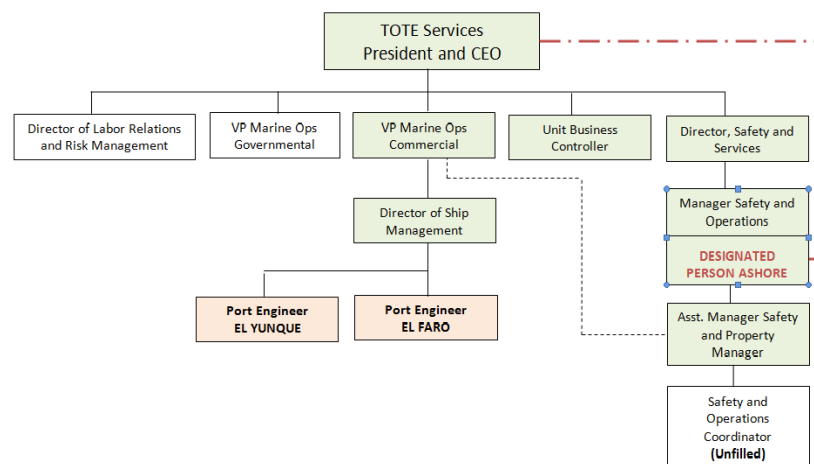 TOTE Services
President and CEO
Director of Labor Relations
and Risk Management
VP Marine Ops
Governmental
VP Marine Ops
Commercial
Unit Business
Controller
Director, Safety and
Services
Director of Ship
Management
Manager Safety and
Operations
DESIGNATED
PERSON ASHORE
Port Engineer
EL YUNQUE
Port Engineer
EL FARO
Asst. Manager Safety
and Property
Manager
Safety and
Operations
Coordinator
(Unfilled)